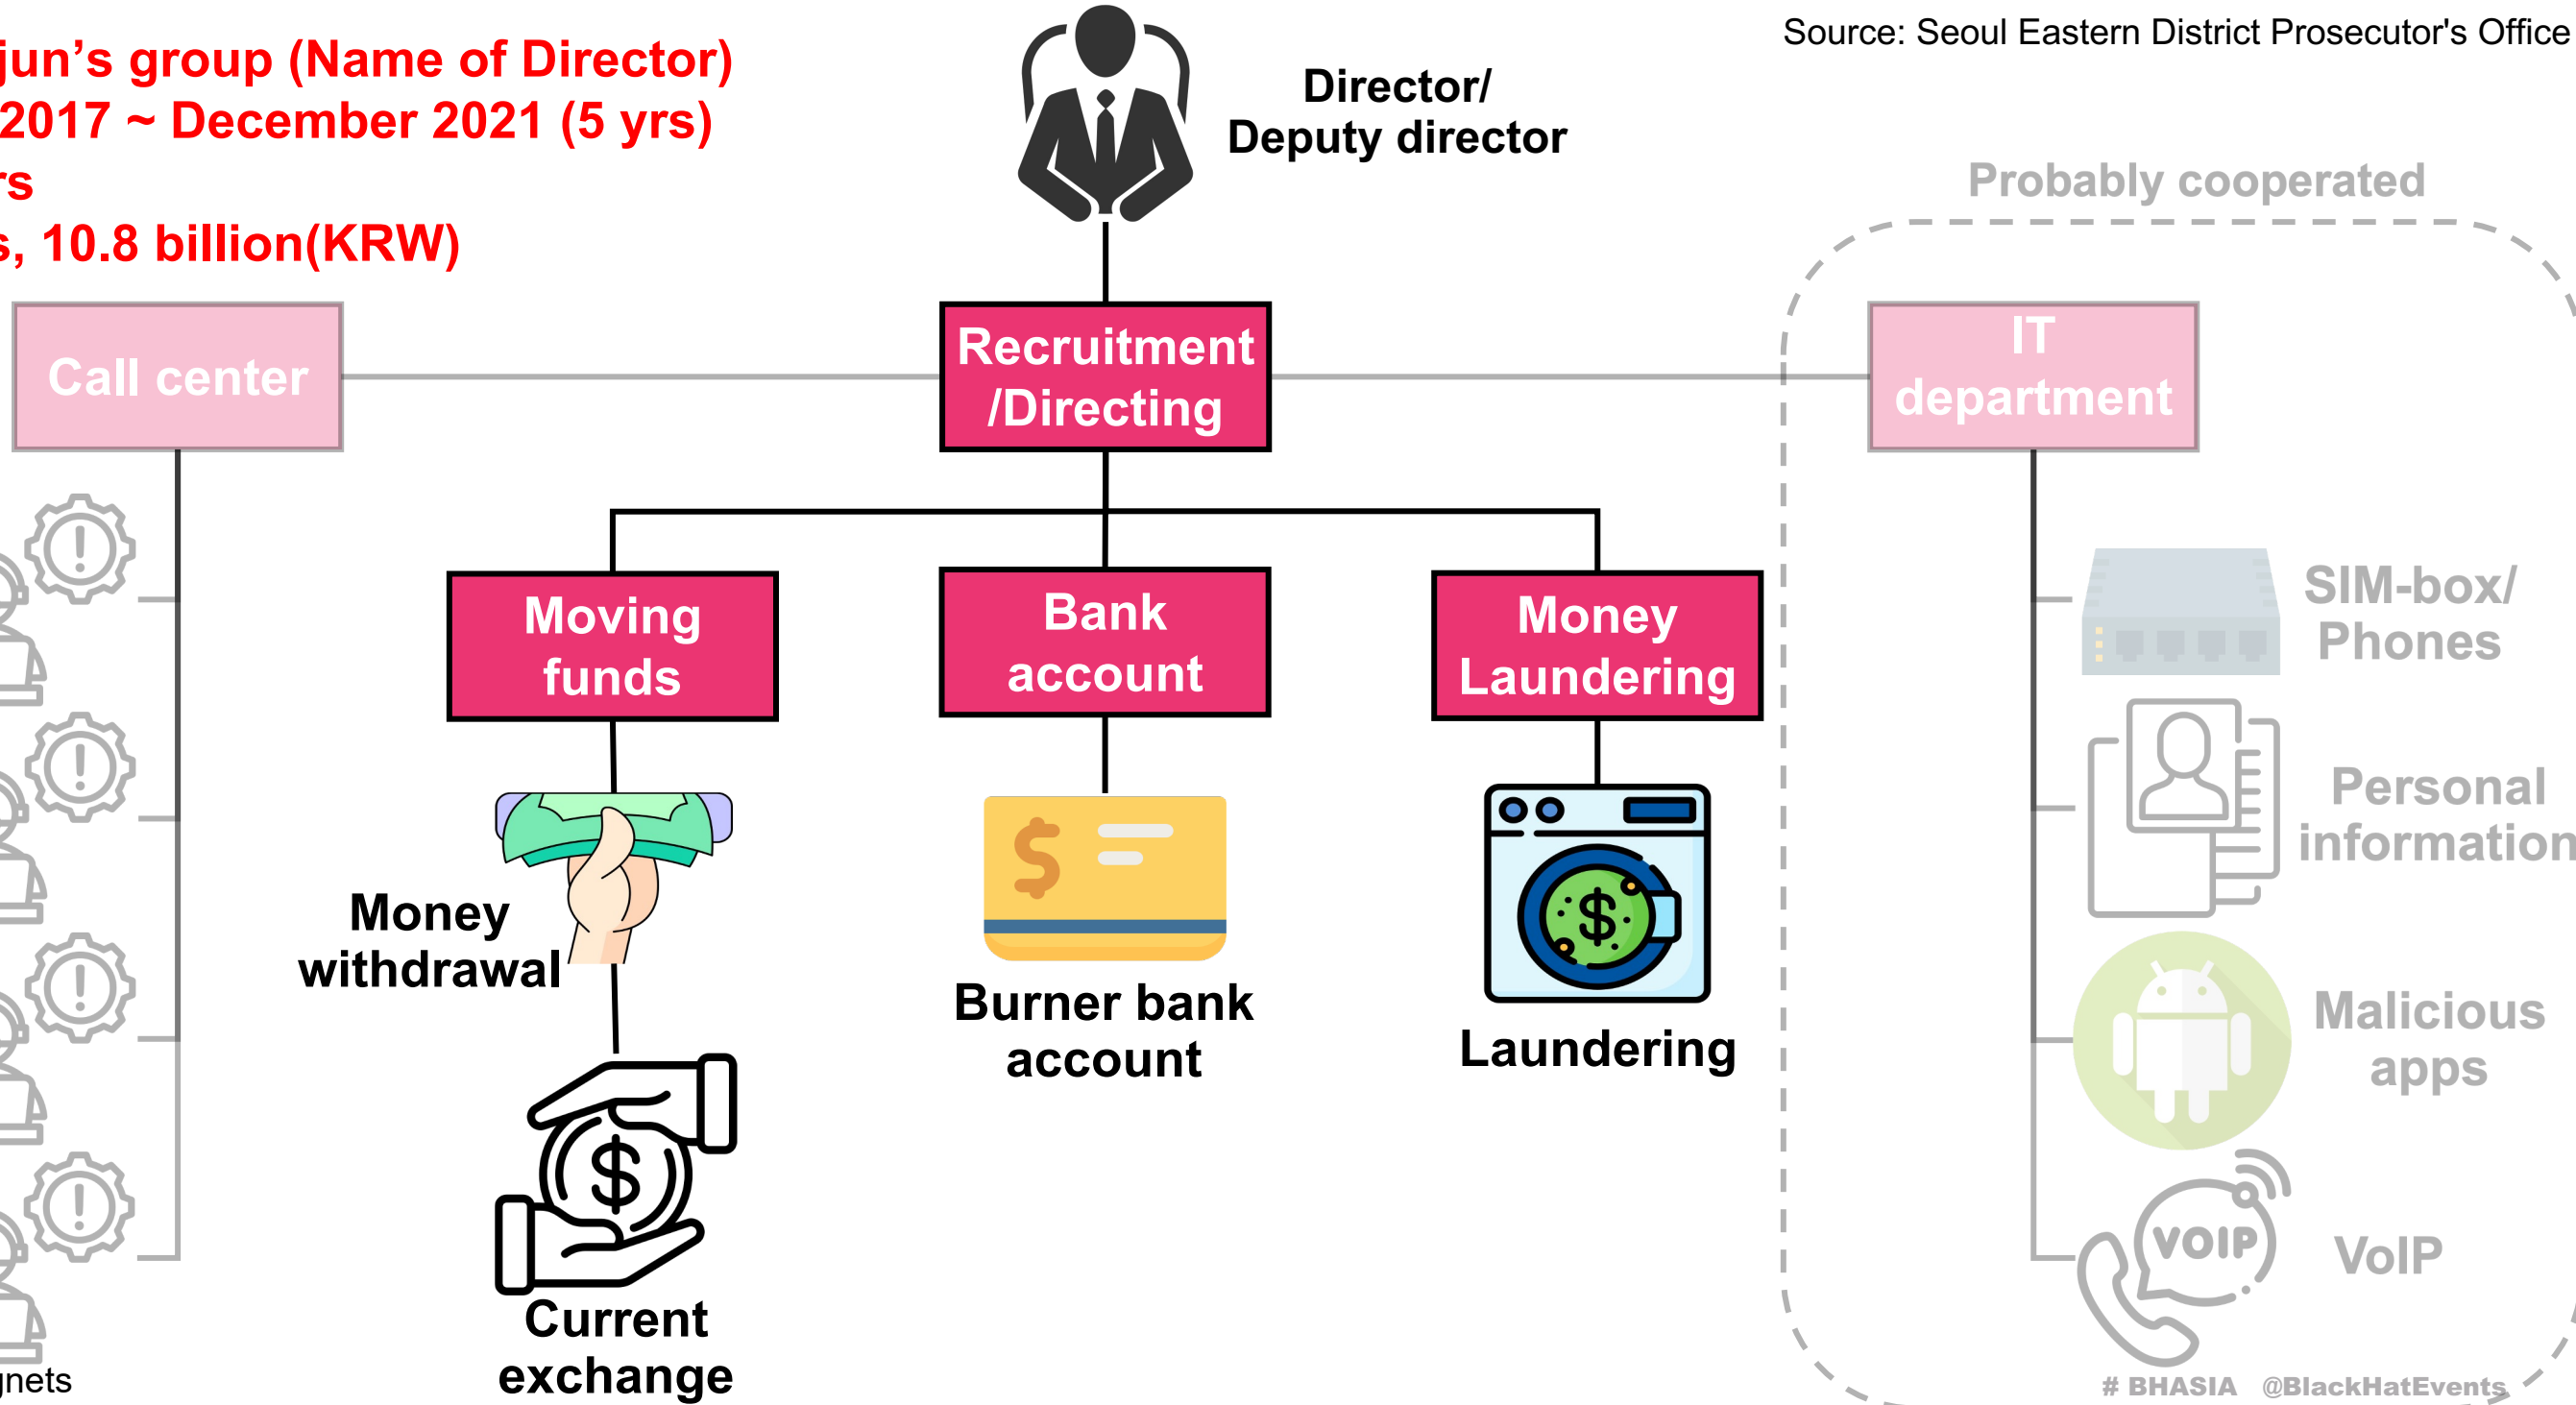 Source: Seoul Eastern District Prosecutor's Office
jun's group (Name of Director)
2017 ~ December 2021 (5 yrs)
rs
s, 10.8 billion(KRW)
Director/
Deputy director
Probably cooperated
Call center
Recruitment
/Directing
IT
department
Moving
funds
Bank
account
Money
Laundering
Money
withdrawal
Burner bank
account
Laundering
Current
exchange
SIM-box/
Phones
Personal
information
Malicious
apps
VOIP
VoIP
gnets
# BHASIA @BlackHatEvents